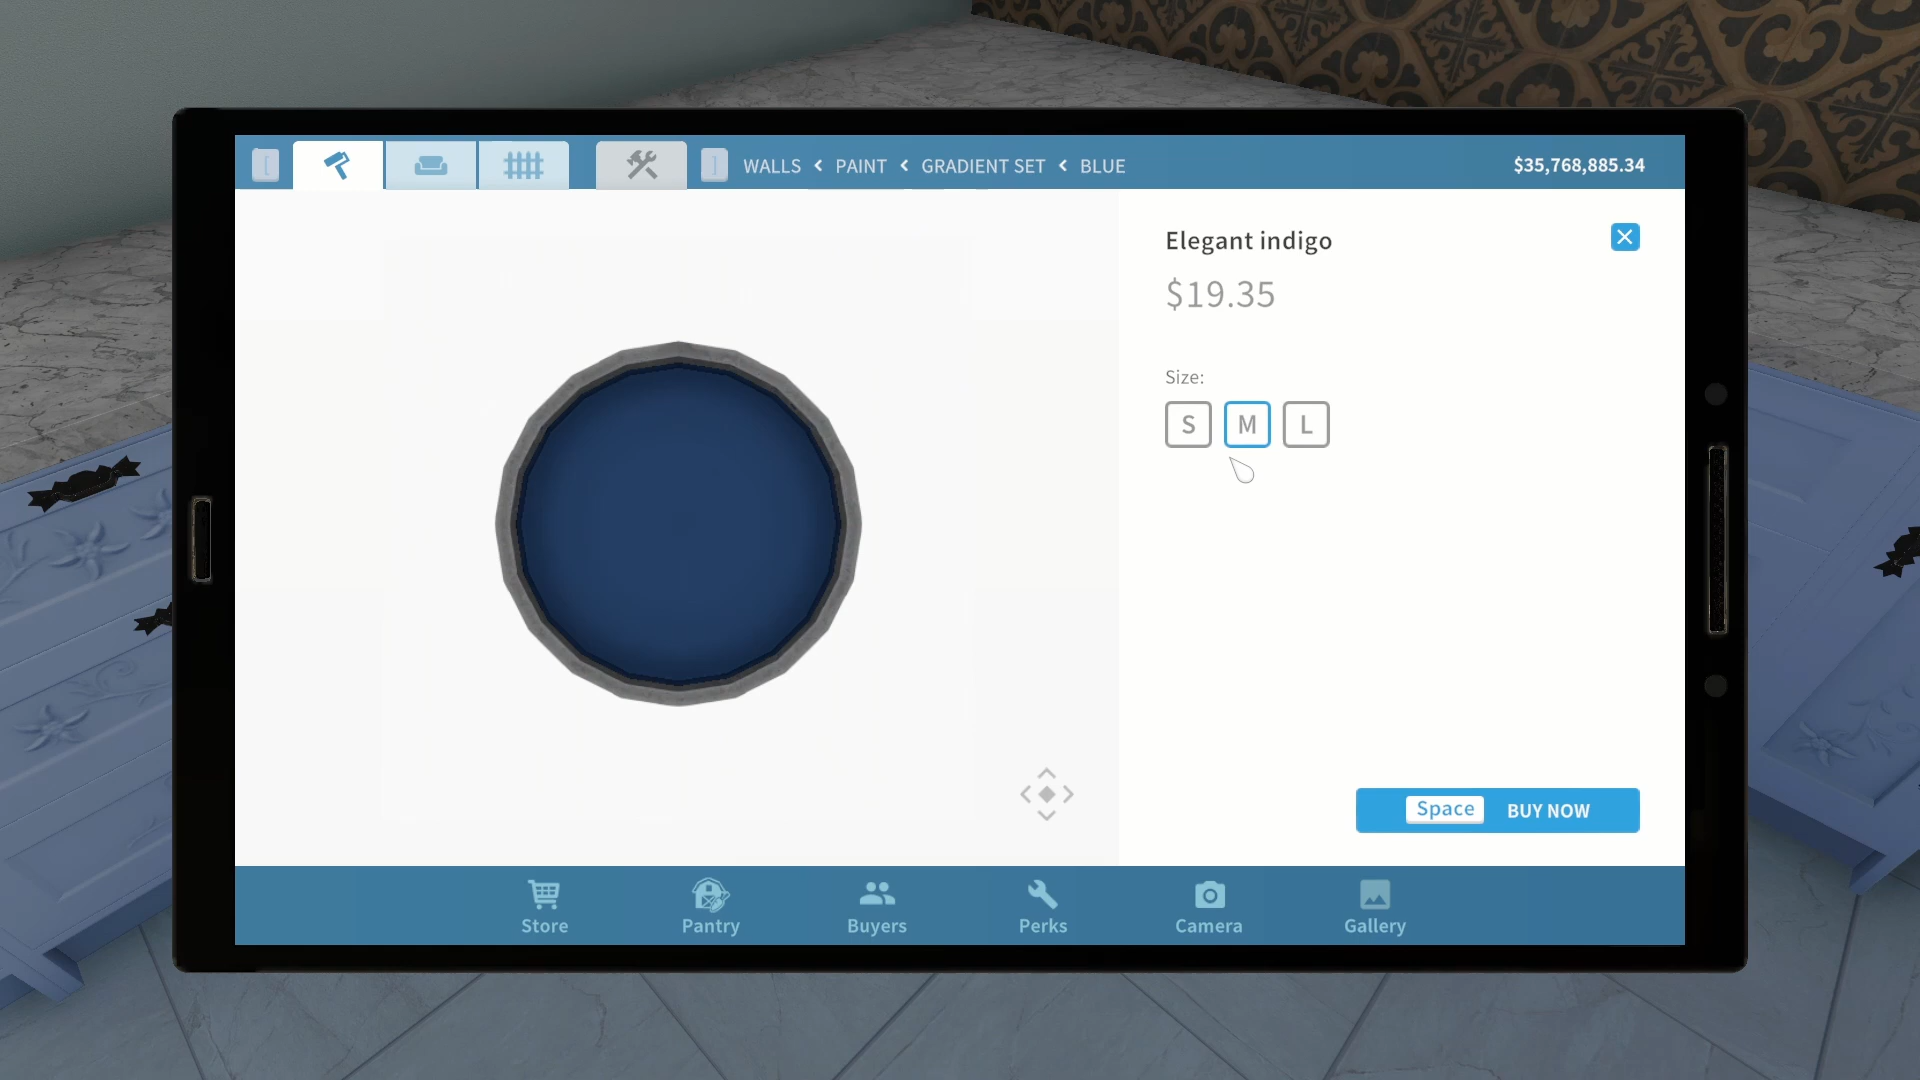 [
]
WALLS < PAINT < GRADIENT SET < BLUE
$35,768,885.34
Elegant indigo
$19.35
Size:
S M L
Space BUY NOW
Store Pantry Buyers Perks Camera Gallery